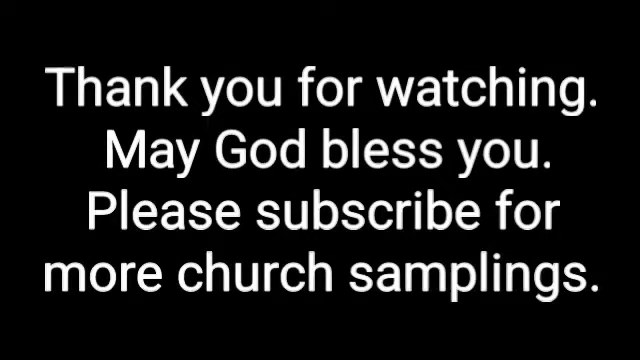 Thank you for watching.
May God bless you.
Please subscribe for
more church samplings.